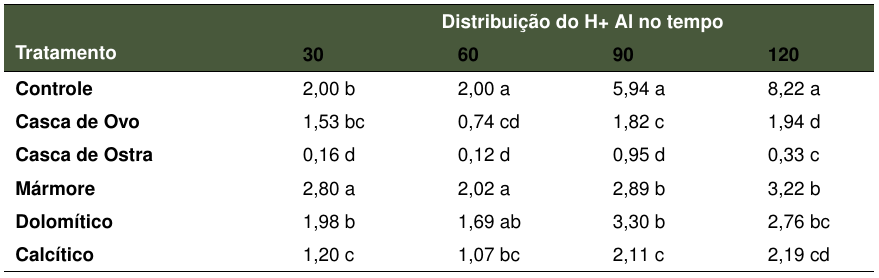 Distribuição do H+ Al no tempo
Tratamento 30 60 90 120
Controle 2,00 b 2,00 a 5,94 a 8,22 a
Casca de Ovo 1,53 bc 0,74 cd 1,82 c 1,94 d
Casca de Ostra 0,16 d 0,12 d 0,95 d 0,33 c
Mármore 2,80 a 2,02 a 2,89 b 3,22 b
Dolomítico 1,98 b 1,69 ab 3,30 b 2,76 bc
Calcítico 1,20 c 1,07 bc 2,11 c 2,19 cd